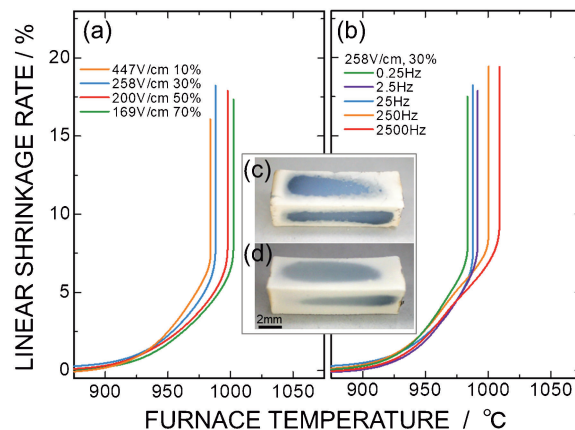 (a)
447V/cm 10%
258V/cm 30%
200V/cm 50%
169V/cm 70%
(b)
258V/cm, 30%
0.25Hz
2.5Hz
25Hz
250Hz
2500Hz
(c)
(d)
2mm
LINEAR SHRINKAGE RATE / %
20
15
10
5
0
900 950 1000 1050 900 950 1000 1050
FURNACE TEMPERATURE / ℃